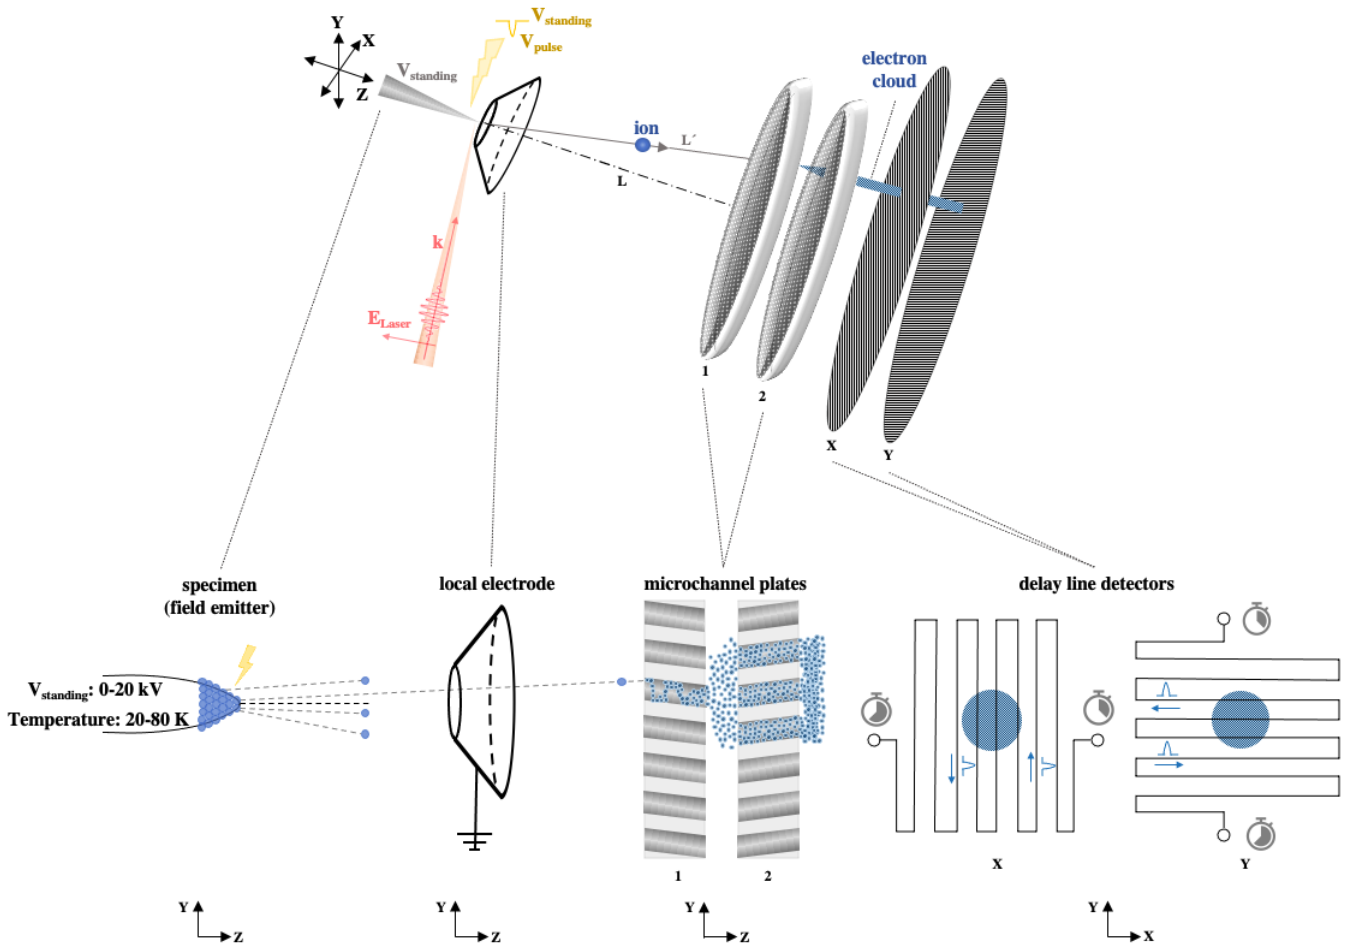 Y
X
Z
V_standing
V_standing
V_pulse
ion
L´
L
electron
cloud
k
E_Laser
1
2
X
Y
specimen
(field emitter)
local electrode
microchannel plates
delay line detectors
V_standing: 0-20 kV
Temperature: 20-80 K
1
2
X
Y
Y
Z
Y
Z
Y
Z
Y
X